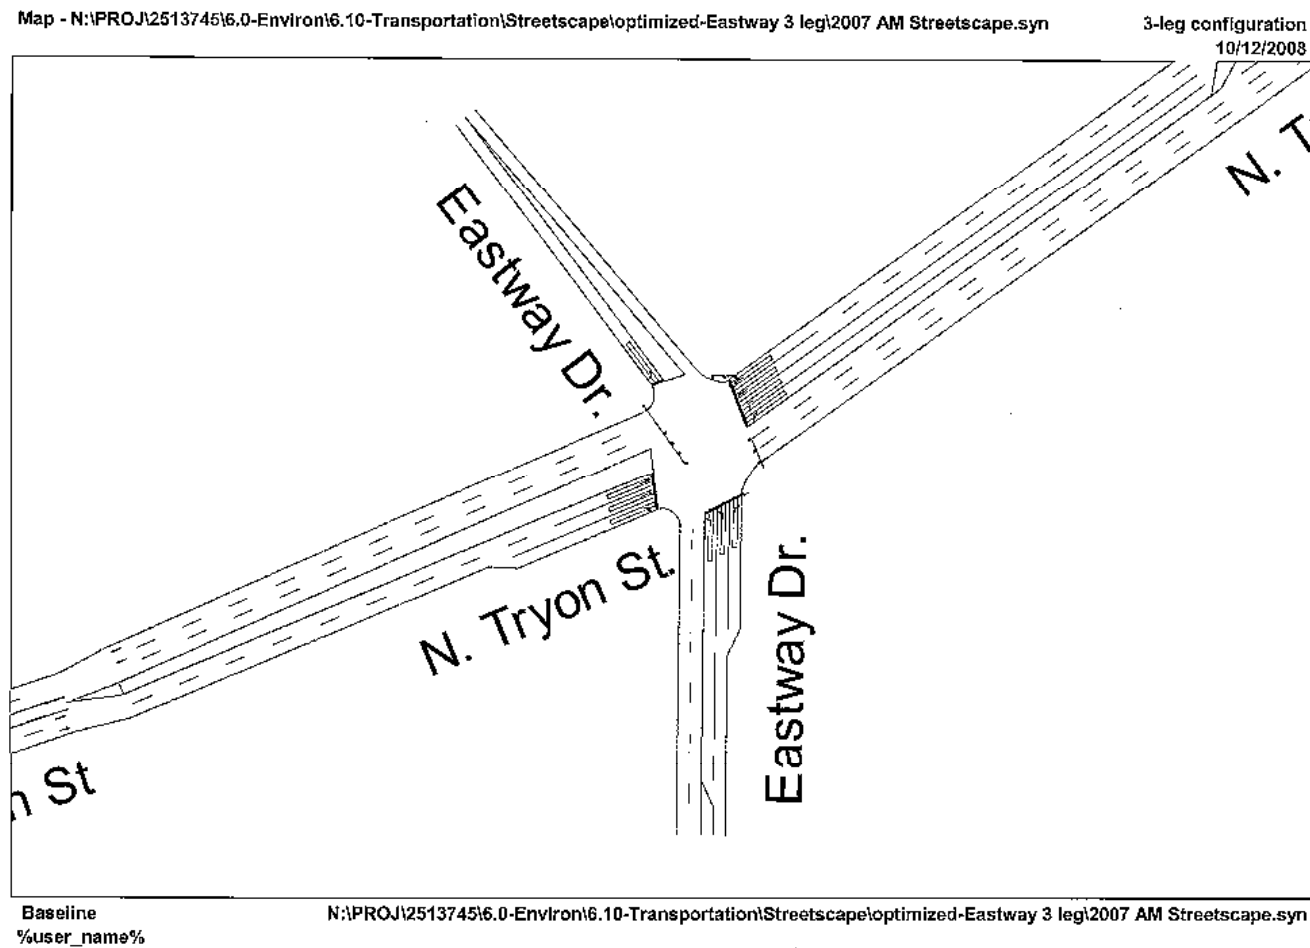 Map - N:\PROJ\2513745\6.0-Environ\6.10-Transportation\Streetscape\optimized-Eastway 3 leg\2007 AM Streetscape.syn
3-leg configuration
10/12/2008
N. T
Eastway Dr.
N. Tryon St.
Eastway Dr.
n St
Baseline
N:\PROJ\2513745\6.0-Environ\6.10-Transportation\Streetscape\optimized-Eastway 3 leg\2007 AM Streetscape.syn
%user_name%